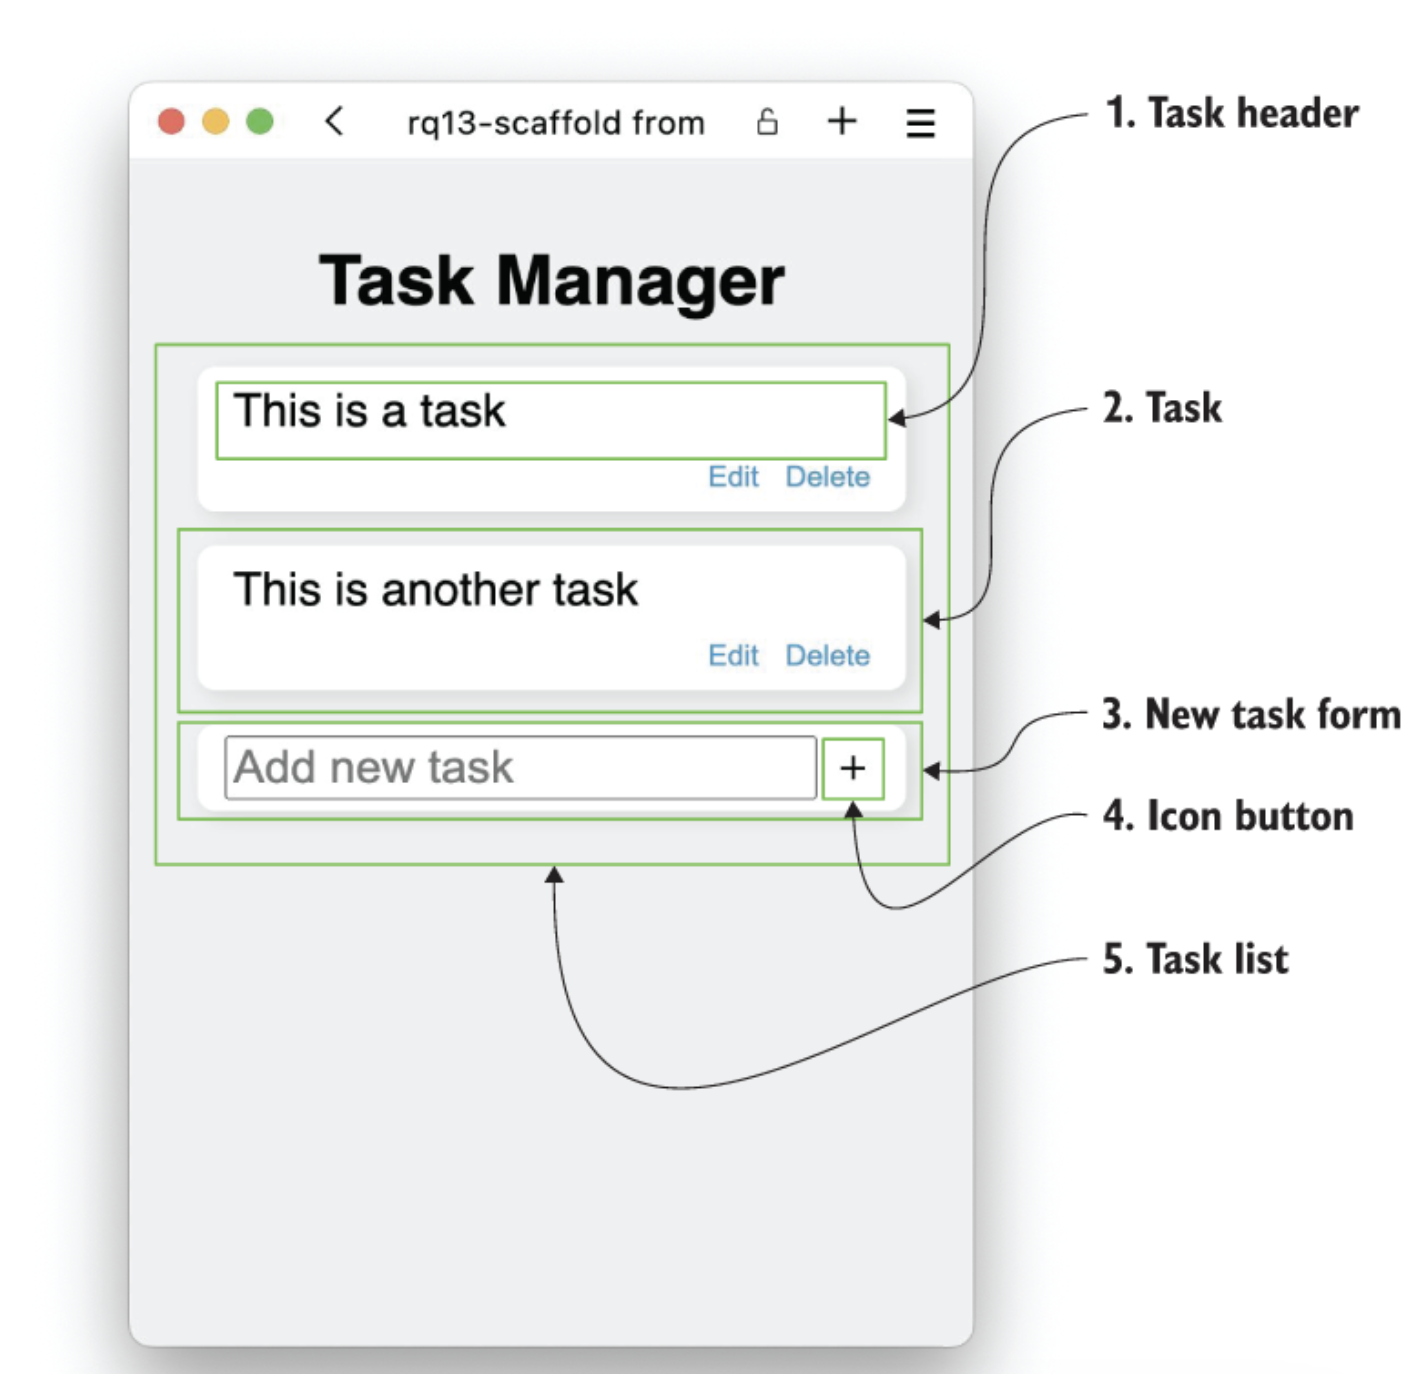 rq13-scaffold from
1. Task header
Task Manager
This is a task
Edit Delete
2. Task
This is another task
Edit Delete
3. New task form
Add new task +
4. Icon button
5. Task list